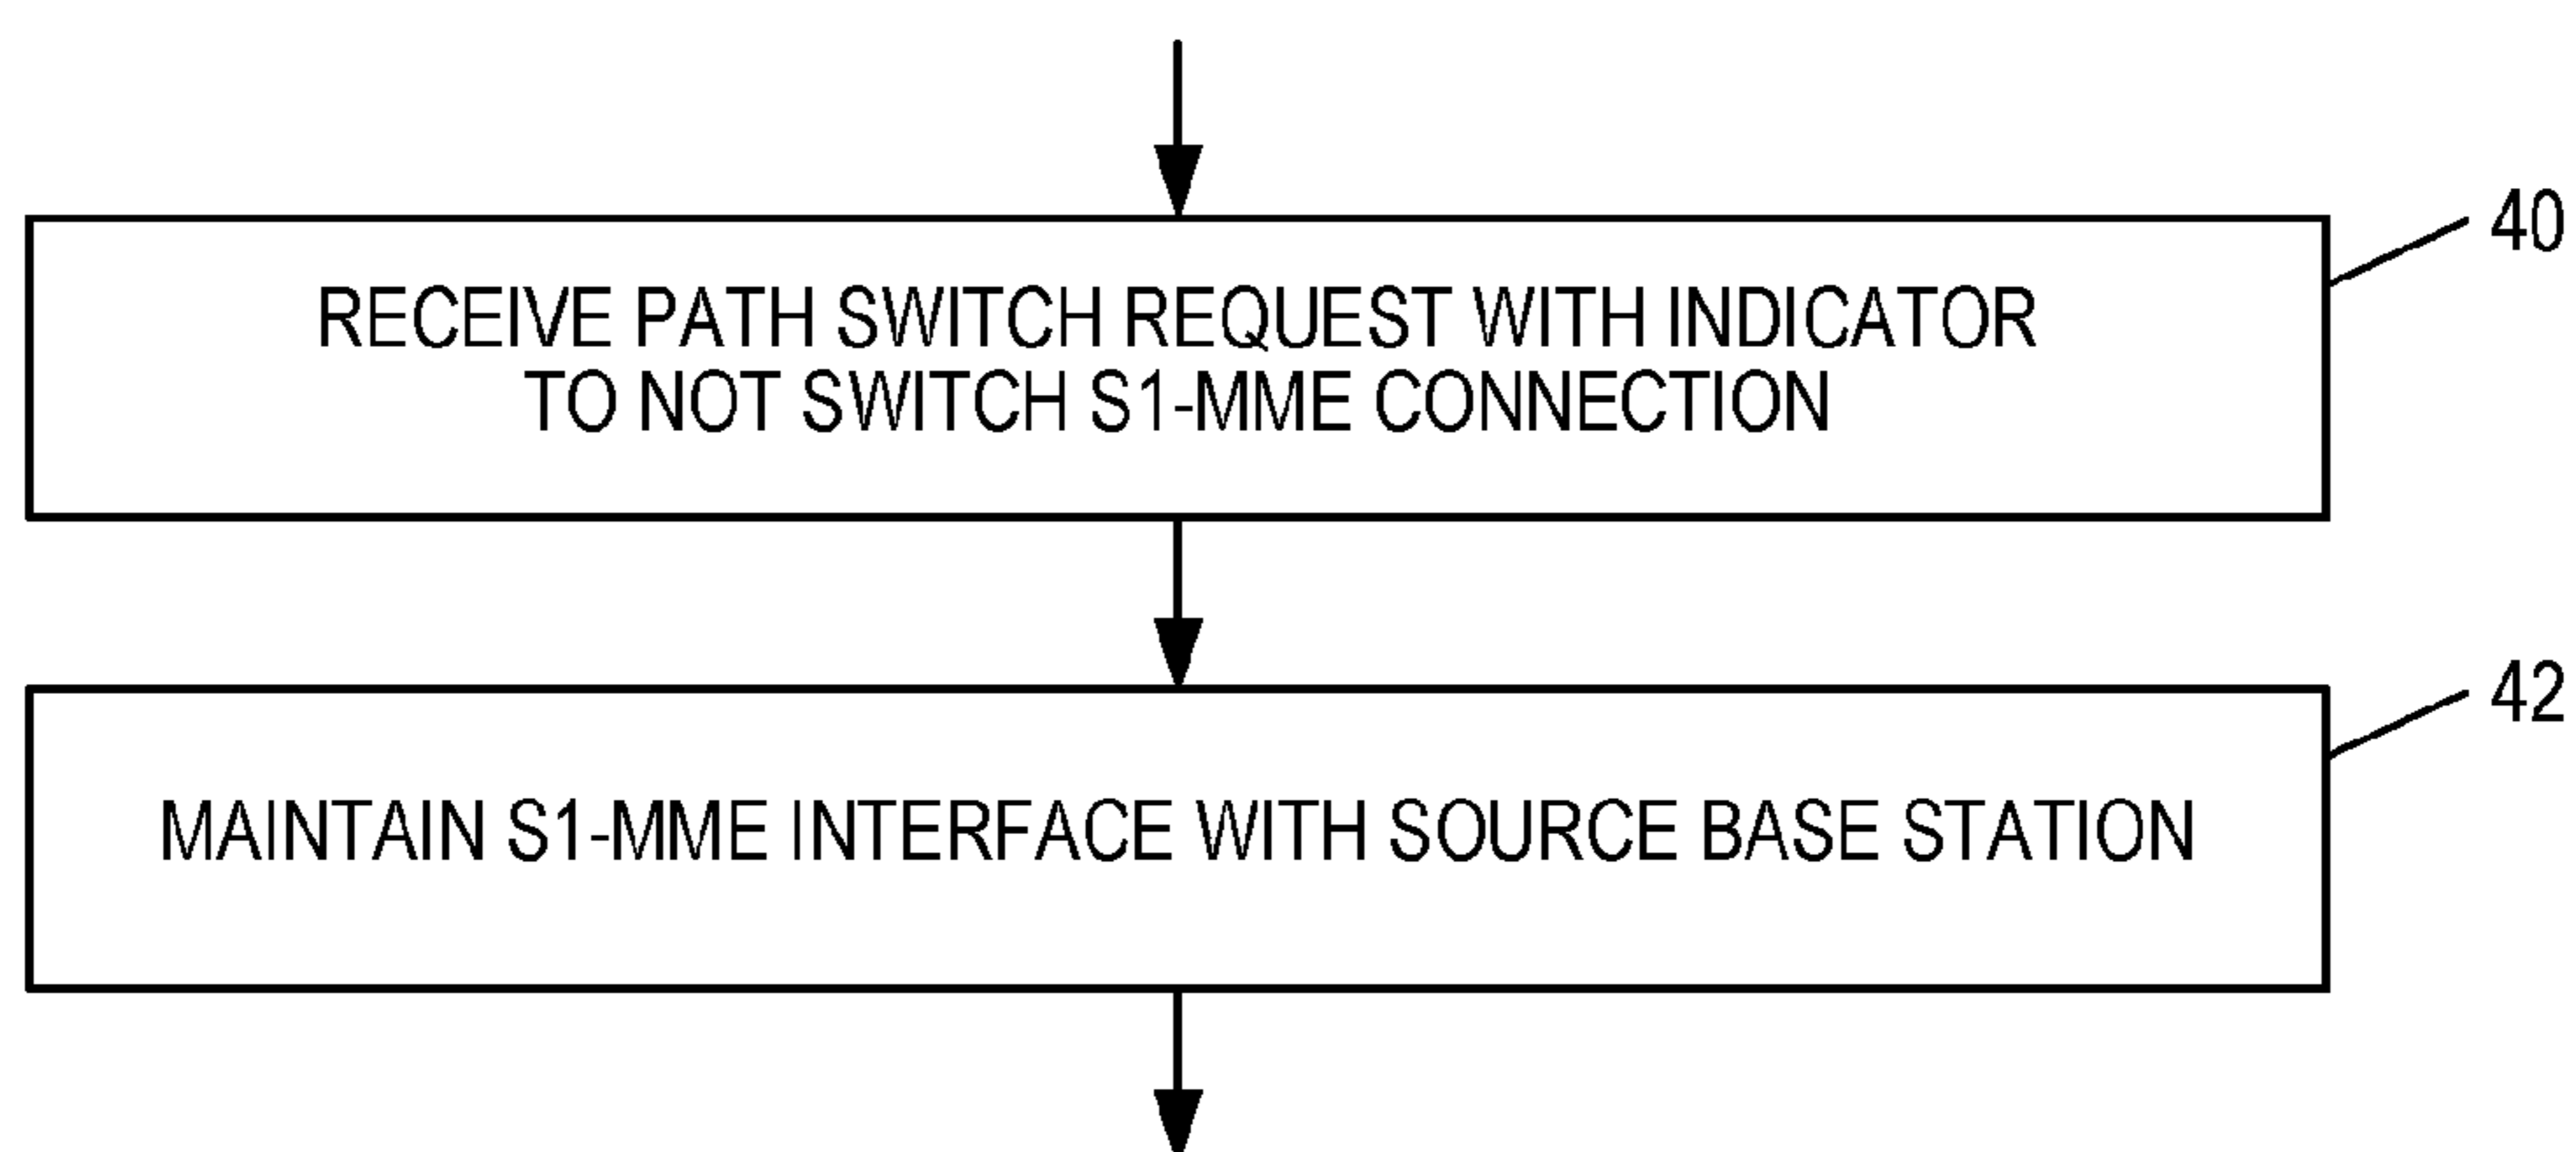 40
RECEIVE PATH SWITCH REQUEST WITH INDICATOR
TO NOT SWITCH S1-MME CONNECTION
42
MAINTAIN S1-MME INTERFACE WITH SOURCE BASE STATION